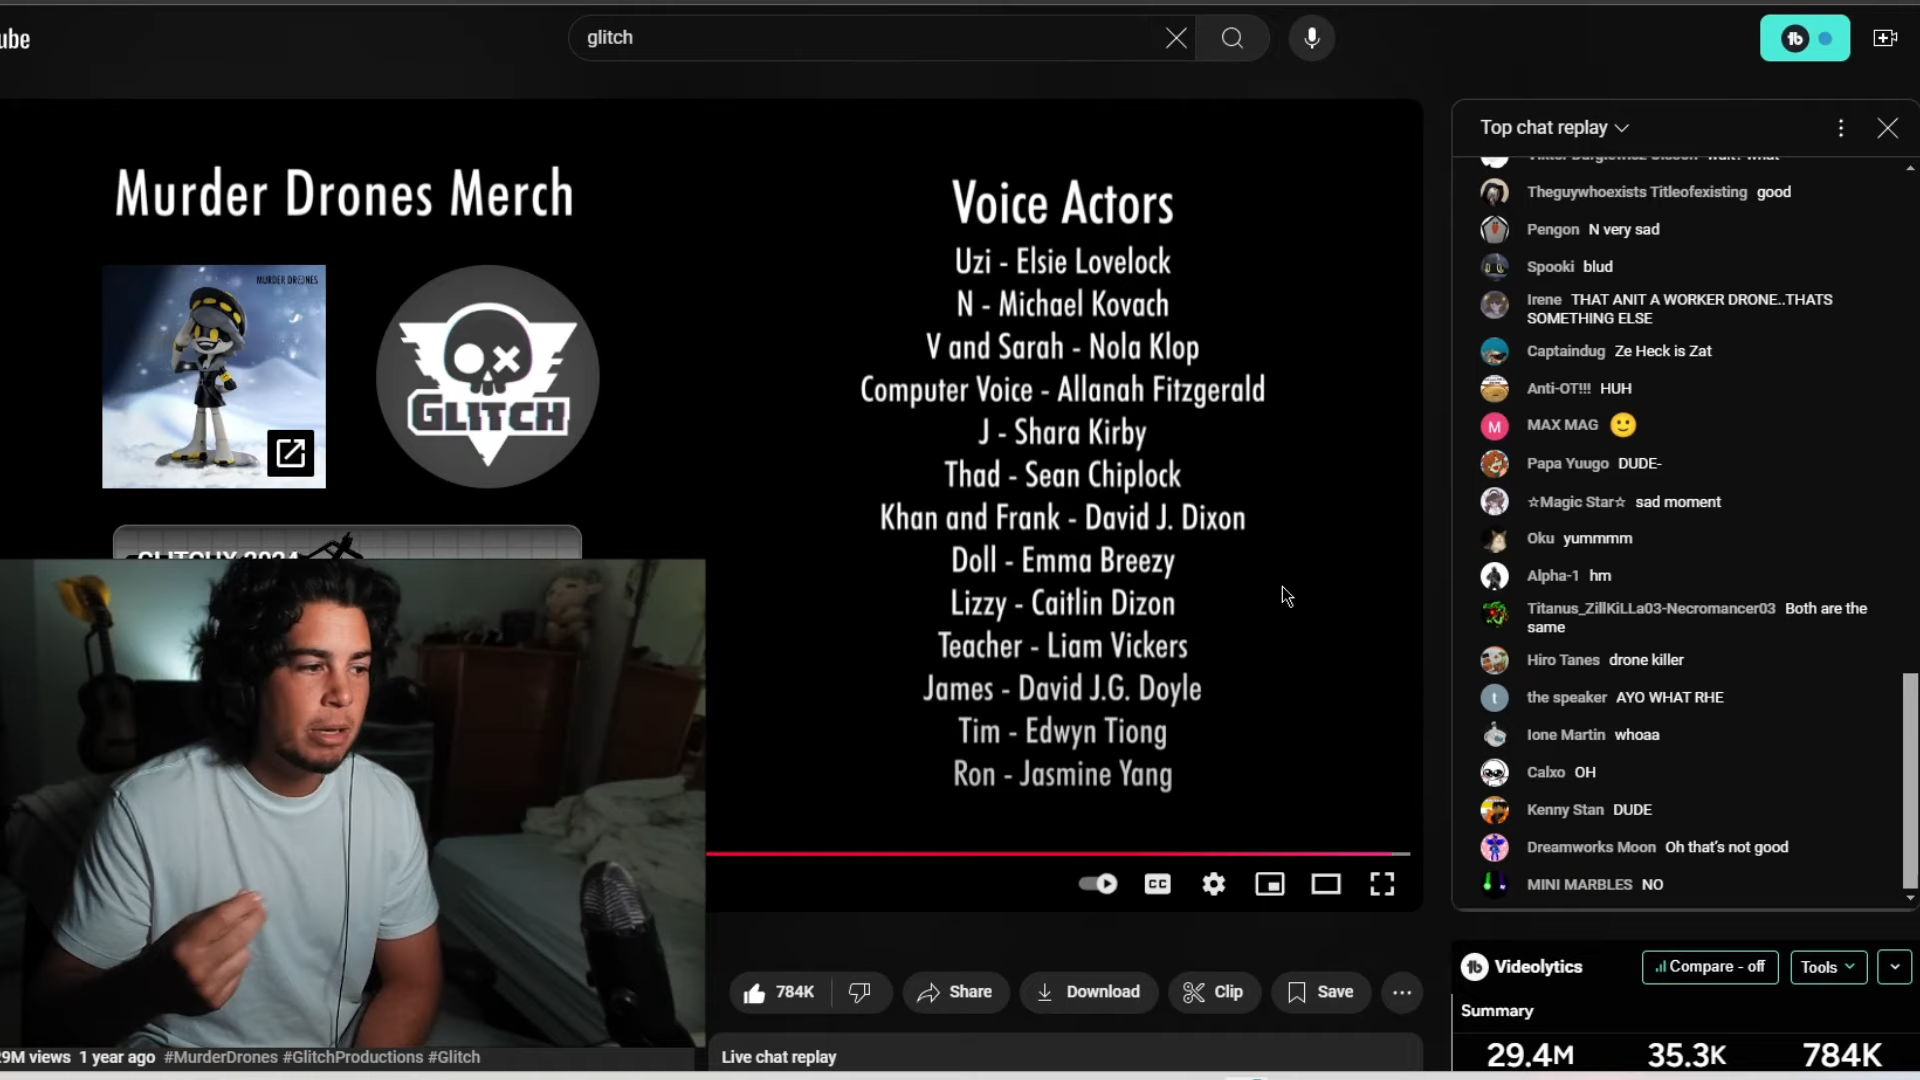 ube
glitch
Murder Drones Merch
MURDER DRONES
GLITCH
Voice Actors
Uzi - Elsie Lovelock
N - Michael Kovach
V and Sarah - Nola Klop
Computer Voice - Allanah Fitzgerald
J - Shara Kirby
Thad - Sean Chiplock
Khan and Frank - David J. Dixon
Doll - Emma Breezy
Lizzy - Caitlin Dizon
Teacher - Liam Vickers
James - David J.G. Doyle
Tim - Edwyn Tiong
Ron - Jasmine Yang
CC
784K
Share
Download
Clip
Save
29M views 1 year ago #MurderDrones #GlitchProductions #Glitch
Live chat replay
Top chat replay
Theguywhoexists Titleofexisting good
Pengon N very sad
Spooki blud
Irene THAT ANIT A WORKER DRONE..THATS
SOMETHING ELSE
Captaindug Ze Heck is Zat
Anti-OT!!! HUH
M MAX MAG 🙂
Papa Yuugo DUDE-
☆Magic Star☆ sad moment
Oku yummmm
Alpha-1 hm
Titanus_ZillKiLLa03-Necromancer03 Both are the
same
Hiro Tanes drone killer
t the speaker AYO WHAT RHE
Ione Martin whoaa
Calxo OH
Kenny Stan DUDE
Dreamworks Moon Oh that's not good
MINI MARBLES NO
Videolytics
Compare - off
Tools
Summary
29.4M 35.3K 784K